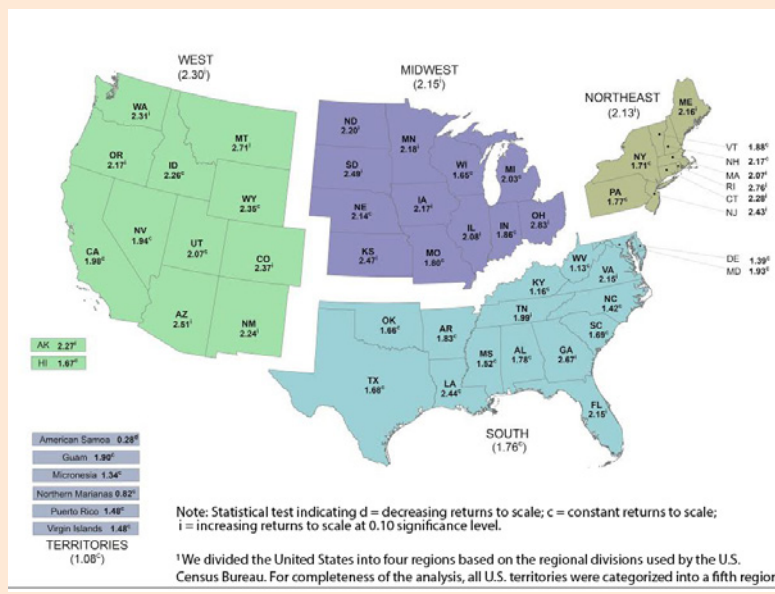 WEST
(2.30ⁱ)
MIDWEST
(2.15ⁱ)
NORTHEAST
(2.13ⁱ)
WA
2.31ⁱ
MT
2.71ⁱ
OR
2.17ⁱ
ID
2.26ᶜ
WY
2.35ᶜ
NV
1.94ᶜ
UT
2.07ᶜ
CO
2.37ⁱ
CA
1.98ᶜ
AZ
2.51ⁱ
NM
2.24ⁱ
AK 2.27ᶜ
HI 1.67ᶜ
ND
2.20ⁱ
MN
2.18ⁱ
SD
2.49ⁱ
WI
1.65ᶜ
MI
2.03ᶜ
NE
2.14ᶜ
IA
2.17ⁱ
IL
2.08ⁱ
IN
1.86ᶜ
OH
2.83ⁱ
KS
2.47ⁱ
MO
1.80ᶜ
ME
2.16ⁱ
NY
1.71ᶜ
PA
1.77ᶜ
VT 1.88ᶜ
NH 2.17ᶜ
MA 2.07ⁱ
RI 2.76ⁱ
CT 2.28ⁱ
NJ 2.43ⁱ
DE 1.39ᶜ
MD 1.93ᶜ
WV
1.13ᶜ
VA
2.15ⁱ
KY
1.16ᶜ
NC
1.42ᶜ
TN
1.99ⁱ
OK
1.66ᶜ
AR
1.83ᶜ
SC
1.69ᶜ
MS
1.52ᶜ
AL
1.78ᶜ
GA
2.67ⁱ
TX
1.68ᶜ
LA
2.44ᶜ
FL
2.15ⁱ
SOUTH
(1.76ᶜ)
American Samoa 0.28ᵈ
Guam 1.90ᶜ
Micronesia 1.34ᶜ
Northern Marianas 0.82ᶜ
Puerto Rico 1.48ᶜ
Virgin Islands 1.48ᶜ
TERRITORIES
(1.08ᶜ)
Note: Statistical test indicating d = decreasing returns to scale; c = constant returns to scale;
i = increasing returns to scale at 0.10 significance level.
¹We divided the United States into four regions based on the regional divisions used by the U.S.
Census Bureau. For completeness of the analysis, all U.S. territories were categorized into a fifth region